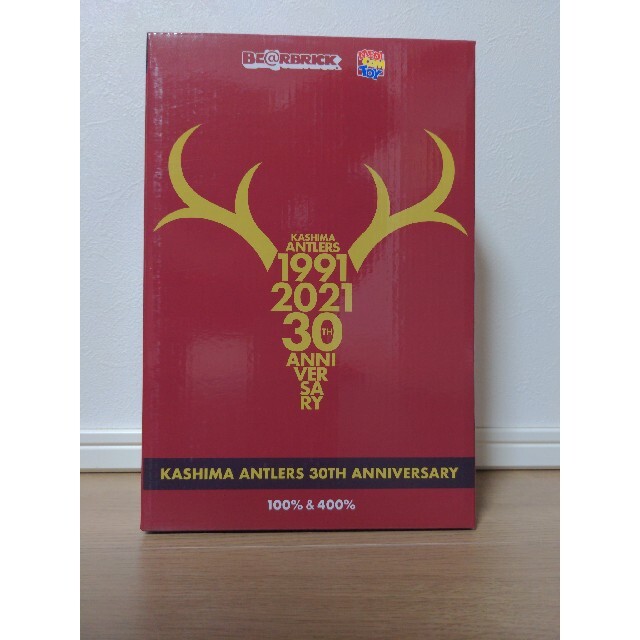 BE@RBRICK
MEDICOM
TOY
KASHIMA
ANTLERS
1991
2021
30TH
ANNI
VER
SA
RY
KASHIMA ANTLERS 30TH ANNIVERSARY
100% & 400%